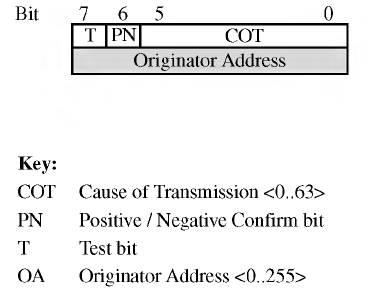 Bit 7 6 5 0
T PN COT
Originator Address
Key:
COT Cause of Transmission <0..63>
PN Positive / Negative Confirm bit
T Test bit
OA Originator Address <0..255>